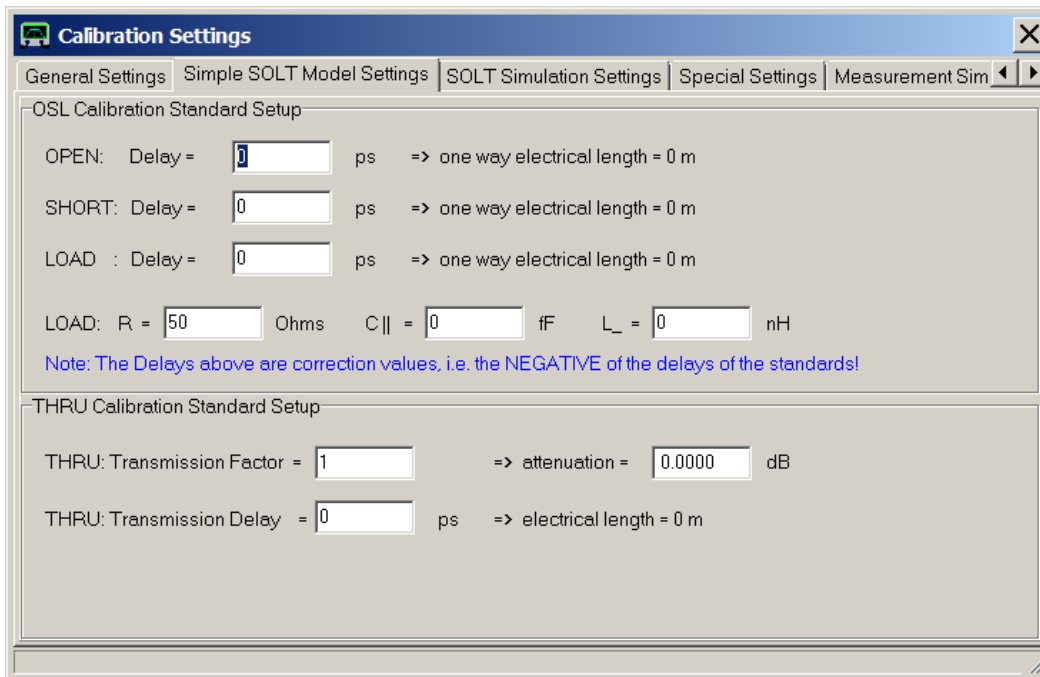 Calibration Settings
General Settings Simple SOLT Model Settings SOLT Simulation Settings Special Settings Measurement Sim
OSL Calibration Standard Setup
OPEN: Delay = 0 ps => one way electrical length = 0 m
SHORT: Delay = 0 ps => one way electrical length = 0 m
LOAD : Delay = 0 ps => one way electrical length = 0 m
LOAD: R = 50 Ohms C || = 0 fF L_ = 0 nH
Note: The Delays above are correction values, i.e. the NEGATIVE of the delays of the standards!
THRU Calibration Standard Setup
THRU: Transmission Factor = 1 => attenuation = 0.0000 dB
THRU: Transmission Delay = 0 ps => electrical length = 0 m